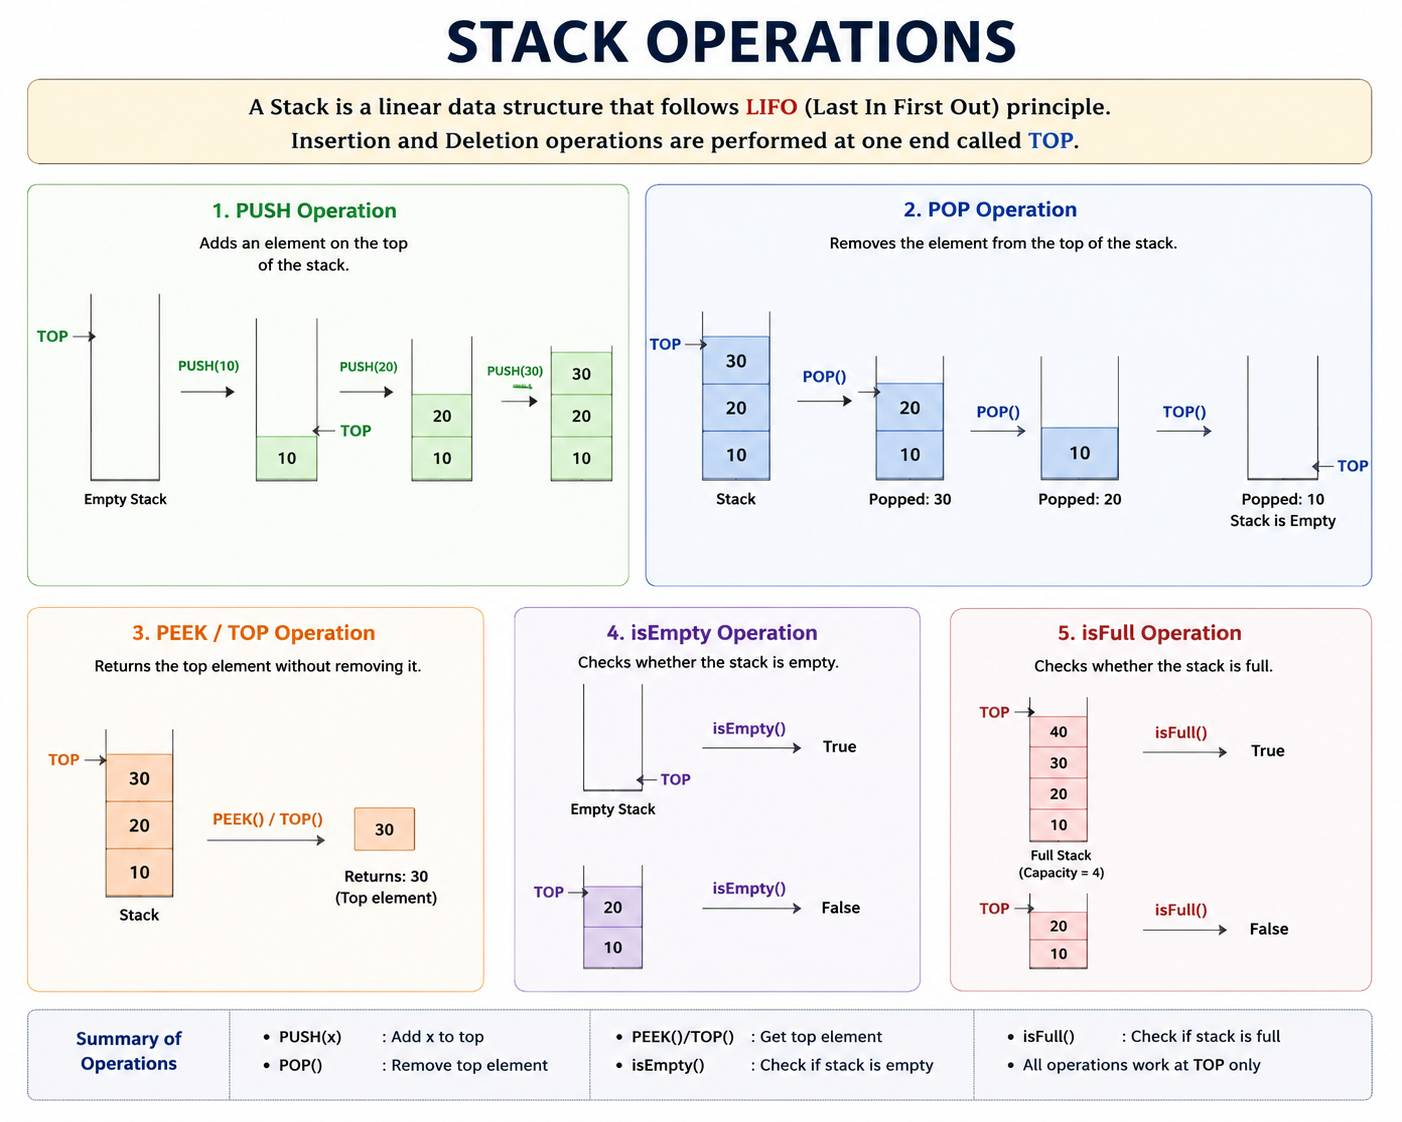 STACK OPERATIONS
A Stack is a linear data structure that follows LIFO (Last In First Out) principle.
Insertion and Deletion operations are performed at one end called TOP.
1. PUSH Operation
Adds an element on the top
of the stack.
TOP
Empty Stack
PUSH(10)
TOP
10
PUSH(20)
20
10
PUSH(30)
30
20
10
2. POP Operation
Removes the element from the top of the stack.
TOP
30
20
10
Stack
POP()
20
10
Popped: 30
POP()
10
Popped: 20
TOP()
TOP
Popped: 10
Stack is Empty
3. PEEK / TOP Operation
Returns the top element without removing it.
TOP
30
20
10
Stack
PEEK() / TOP()
30
Returns: 30
(Top element)
4. isEmpty Operation
Checks whether the stack is empty.
isEmpty()
True
TOP
Empty Stack
TOP
20
10
isEmpty()
False
5. isFull Operation
Checks whether the stack is full.
TOP
40
30
20
10
isFull()
True
Full Stack
(Capacity = 4)
TOP
20
10
isFull()
False
Summary of
Operations
• PUSH(x) : Add x to top
• POP() : Remove top element
• PEEK()/TOP() : Get top element
• isEmpty() : Check if stack is empty
• isFull() : Check if stack is full
• All operations work at TOP only